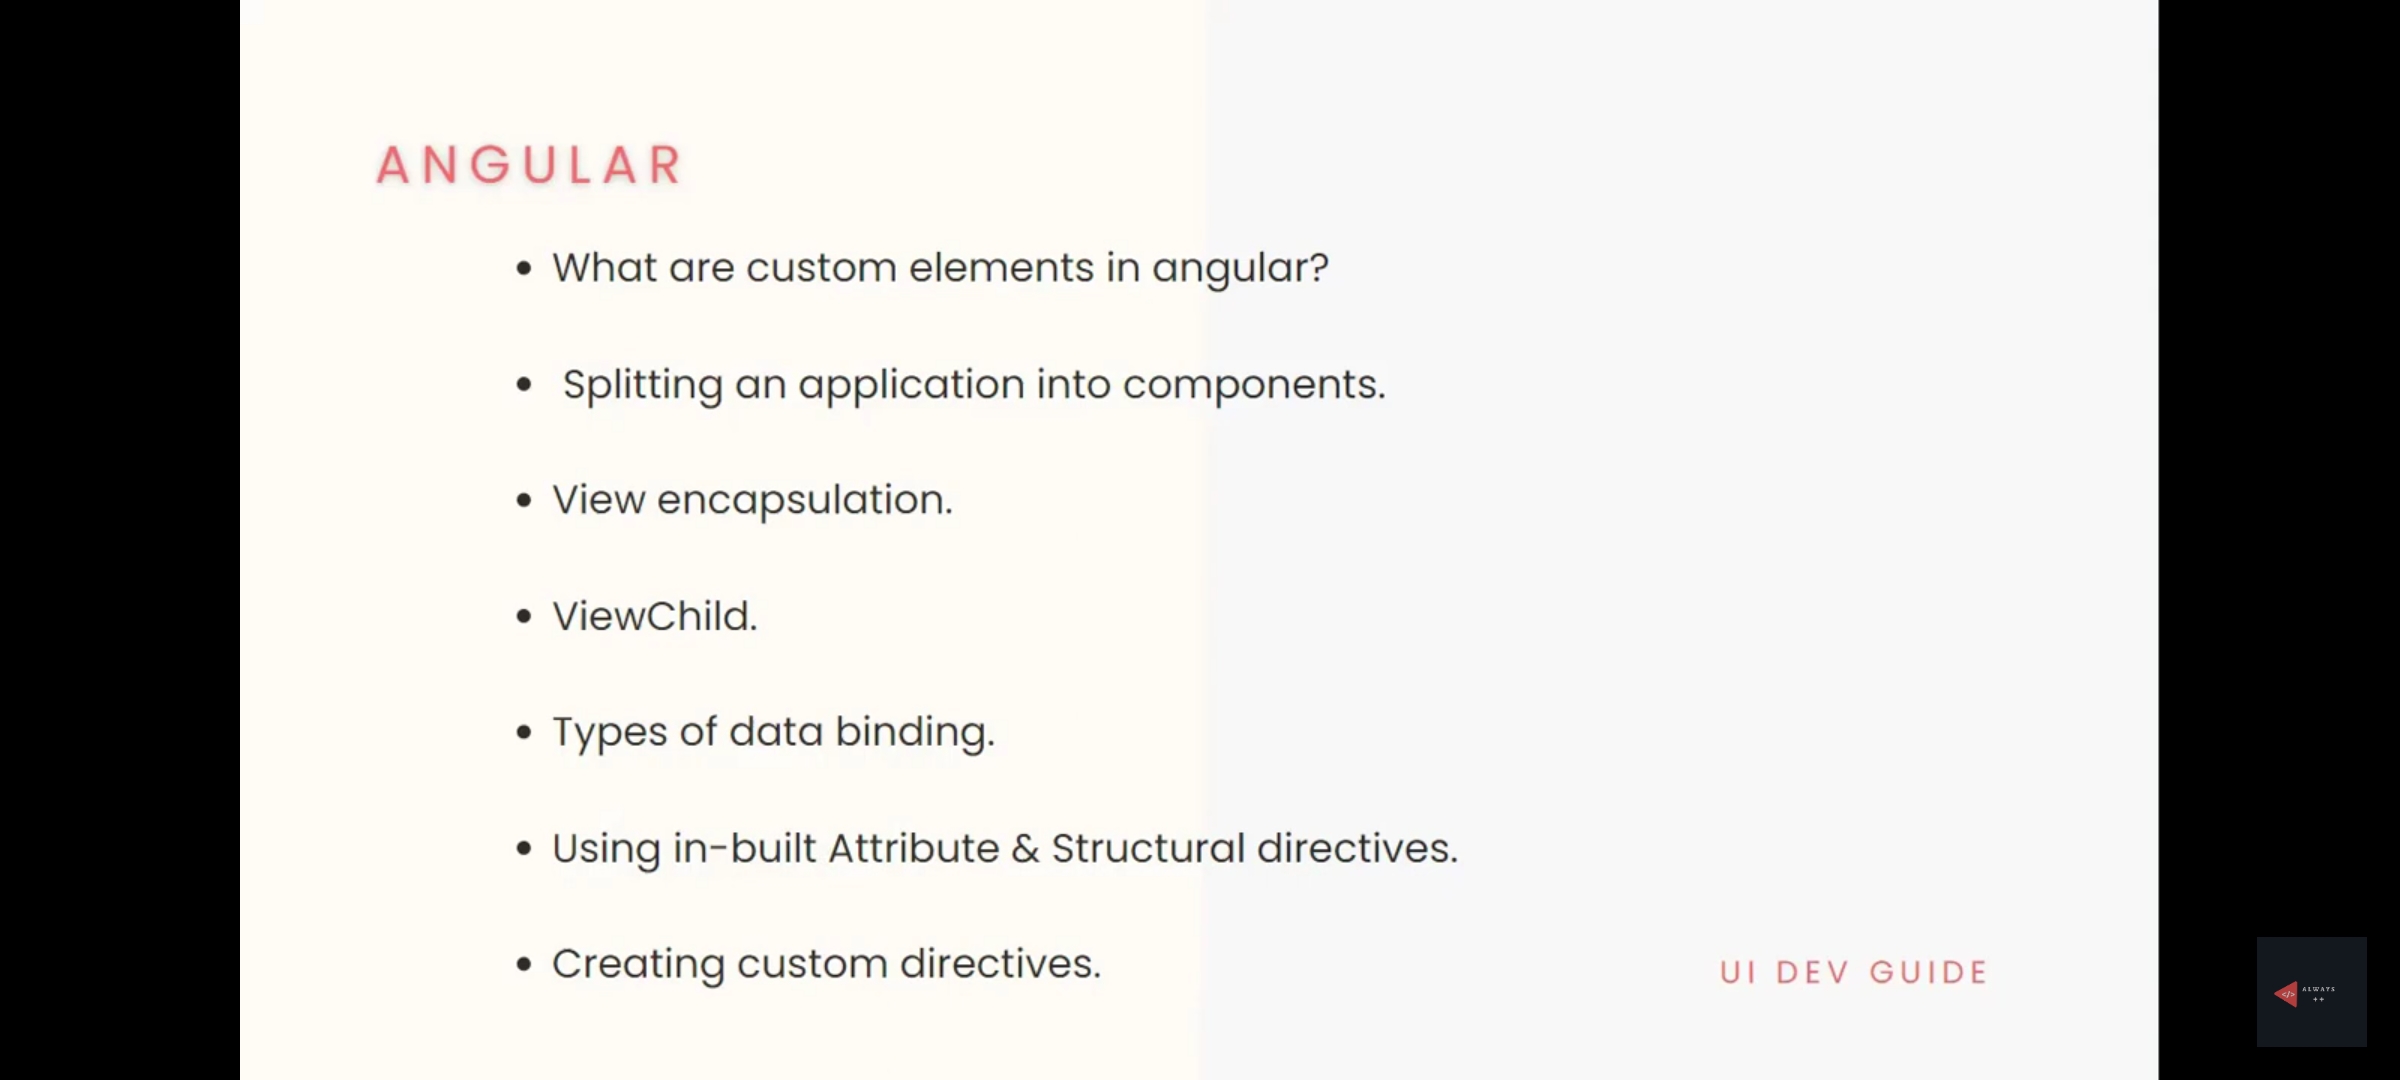 ANGULAR
• What are custom elements in angular?
• Splitting an application into components.
• View encapsulation.
• ViewChild.
• Types of data binding.
• Using in-built Attribute & Structural directives.
• Creating custom directives.
UI DEV GUIDE
</>
ALWAYS
++